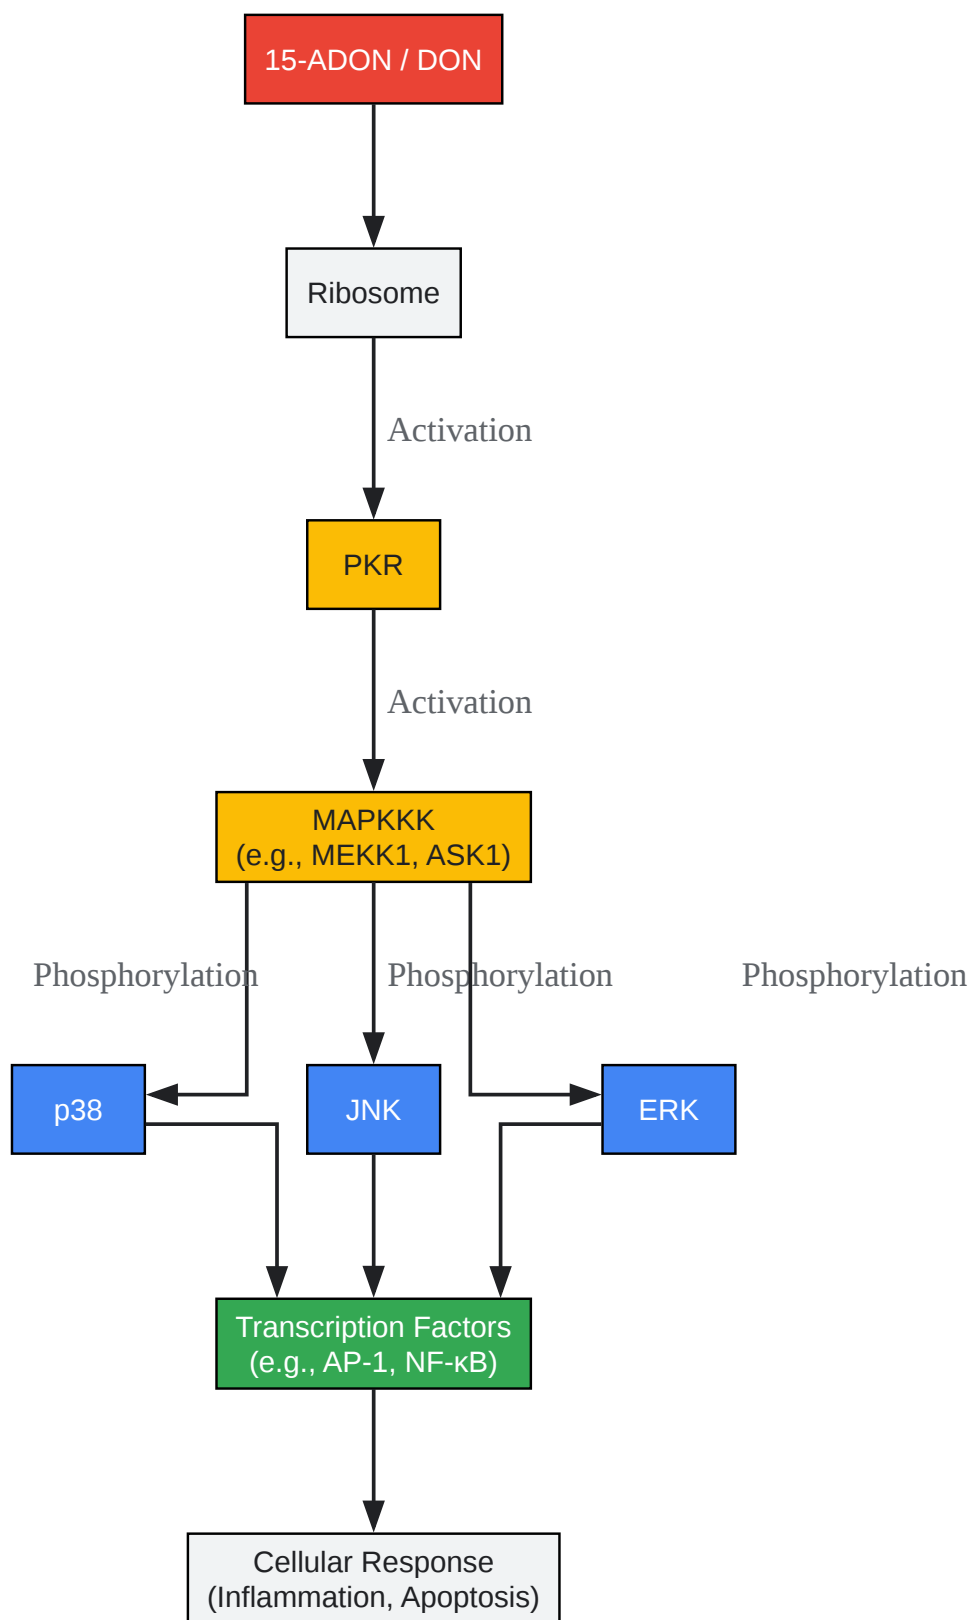 15-ADON / DON
Ribosome
Activation
PKR
Activation
MAPKKK
(e.g., MEKK1, ASK1)
Phosphorylation
Phosphorylation
Phosphorylation
p38
JNK
ERK
Transcription Factors
(e.g., AP-1, NF-κB)
Cellular Response
(Inflammation, Apoptosis)